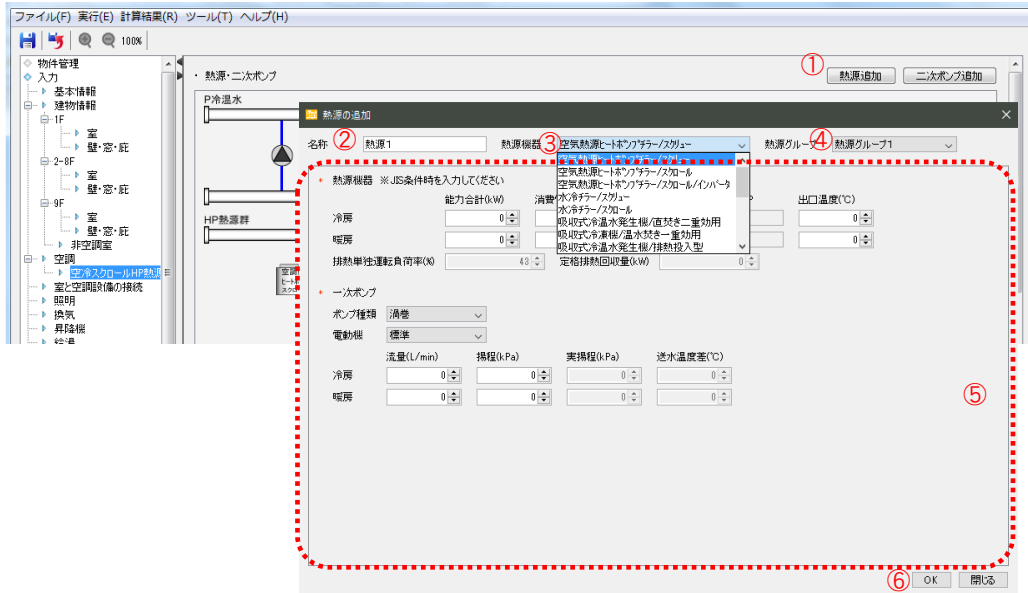 ファイル(F) 実行(E) 計算結果(R) ツール(T) ヘルプ(H)
100%
物件管理
入力
基本情報
建物情報
1F
室
壁・窓・庇
2-8F
室
壁・窓・庇
9F
室
壁・窓・庇
非空調室
空調
空冷スクロールHP熱源
室と空調設備の接続
照明
換気
昇降機
・ 熱源・二次ポンプ
① 熱源追加 二次ポンプ追加
P冷温水
HP熱源群
熱源の追加
名称 ② 熱源1 熱源機器 ③ 空気熱源ヒートポンプチラー/スクリュー 熱源グループ ④ 熱源グループ1
空気熱源ヒートポンプチラー/スクリュー
空気熱源ヒートポンプチラー/スクロール
空気熱源ヒートポンプチラー/スクロール/インバータ
水冷チラー/スクリュー
水冷チラー/スクロール
吸収式冷温水発生機/直焚き二重効用
吸収式冷凍機/温水焚き一重効用
吸収式冷温水発生機/排熱投入型
熱源機器 ※JIS条件時を入力してください
能力合計(kW) 出口温度(℃)
冷房 0 0
暖房 0 0
排熱単独運転負荷率(%) 43 定格排熱回収量(kW) 0
一次ポンプ
ポンプ種類 渦巻
電動機 標準
流量(L/min) 揚程(kPa) 実揚程(kPa) 送水温度差(℃)
冷房 0 0 0 0
暖房 0 0 0 0
⑤
⑥ OK 閉じる